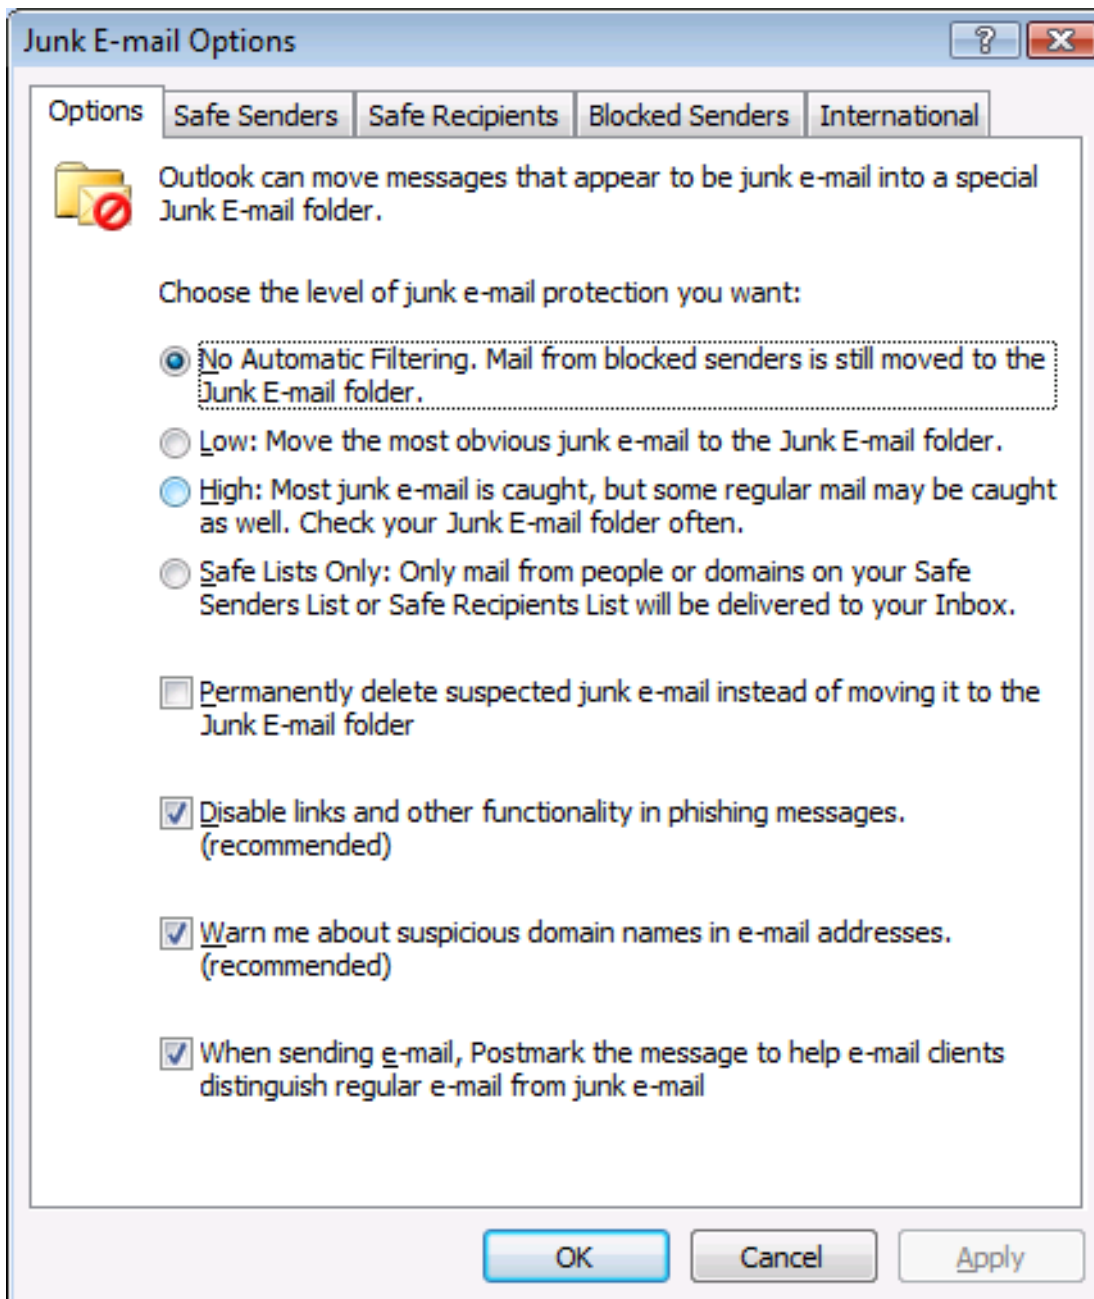 Junk E-mail Options
Options
Safe Senders
Safe Recipients
Blocked Senders
International
Outlook can move messages that appear to be junk e-mail into a special
Junk E-mail folder.
Choose the level of junk e-mail protection you want:
No Automatic Filtering. Mail from blocked senders is still moved to the
Junk E-mail folder.
Low: Move the most obvious junk e-mail to the Junk E-mail folder.
High: Most junk e-mail is caught, but some regular mail may be caught
as well. Check your Junk E-mail folder often.
Safe Lists Only: Only mail from people or domains on your Safe
Senders List or Safe Recipients List will be delivered to your Inbox.
Permanently delete suspected junk e-mail instead of moving it to the
Junk E-mail folder
Disable links and other functionality in phishing messages.
(recommended)
Warn me about suspicious domain names in e-mail addresses.
(recommended)
When sending e-mail, Postmark the message to help e-mail clients
distinguish regular e-mail from junk e-mail
OK
Cancel
Apply